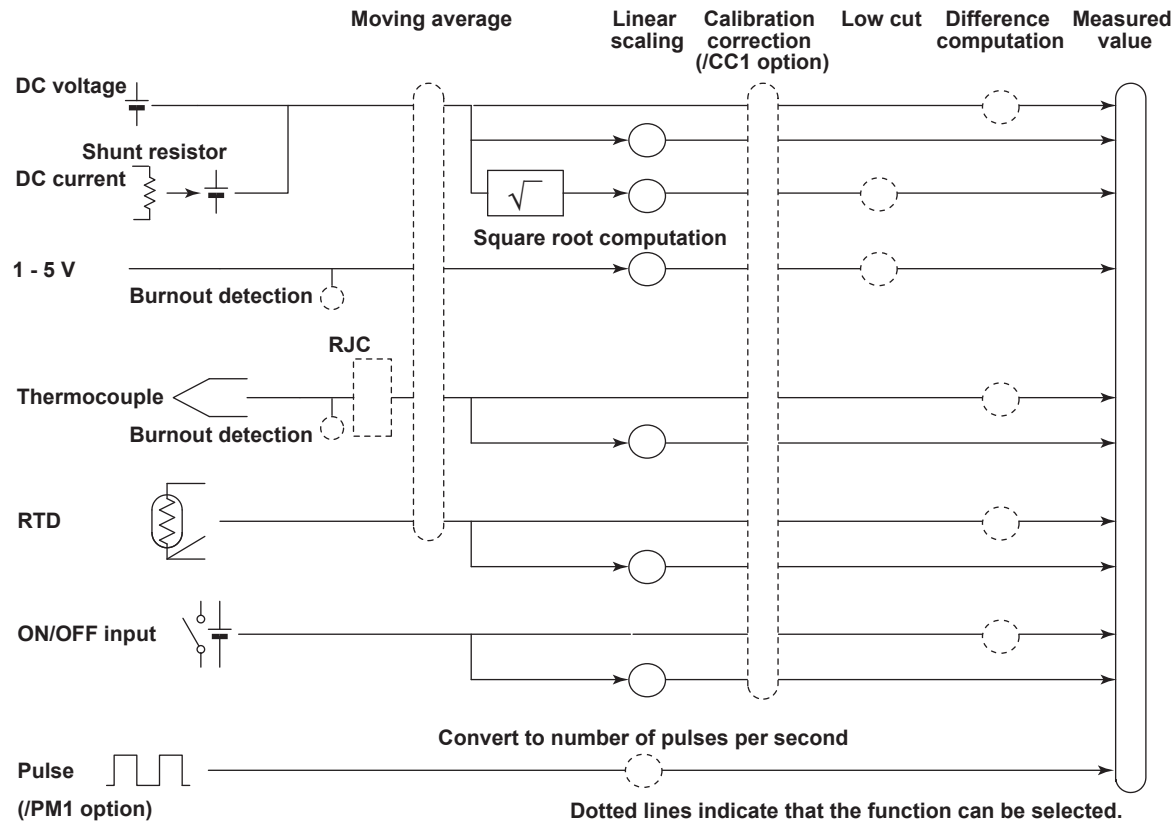 Moving average
Linear
scaling
Calibration
correction
(/CC1 option)
Low cut
Difference
computation
Measured
value
DC voltage
Shunt resistor
DC current
√
Square root computation
1 - 5 V
Burnout detection
RJC
Thermocouple
Burnout detection
RTD
ON/OFF input
Convert to number of pulses per second
Pulse
(/PM1 option)
Dotted lines indicate that the function can be selected.